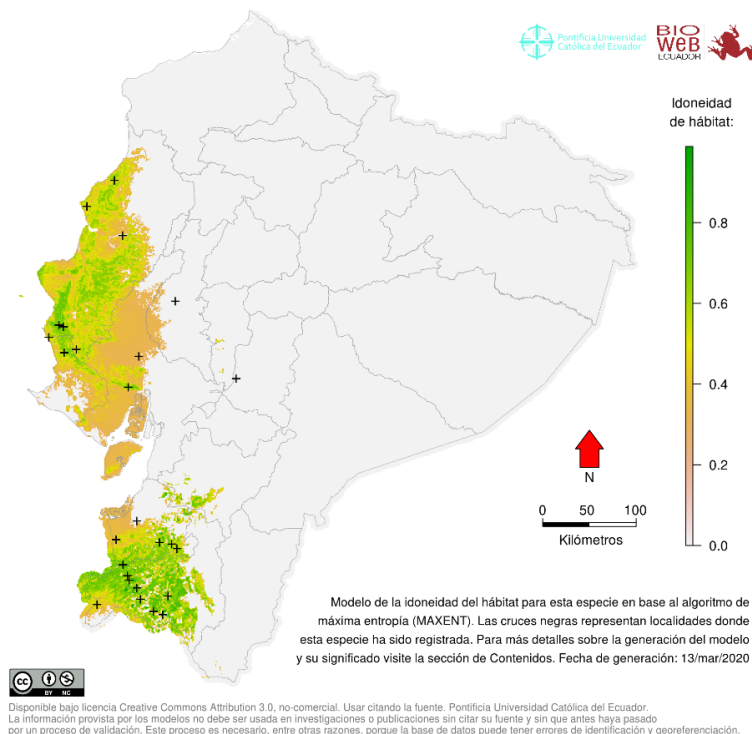 Pontificia Universidad
Católica del Ecuador
BIO
WeB
ECUADOR
Idoneidad
de hábitat:
0.8
0.6
0.4
0.2
0.0
N
0 50 100
Kilómetros
Modelo de la idoneidad del hábitat para esta especie en base al algoritmo de
máxima entropía (MAXENT). Las cruces negras representan localidades donde
esta especie ha sido registrada. Para más detalles sobre la generación del modelo
y su significado visite la sección de Contenidos. Fecha de generación: 13/mar/2020
cc
BY NC
Disponible bajo licencia Creative Commons Attribution 3.0, no-comercial. Usar citando la fuente. Pontificia Universidad Católica del Ecuador.
La información provista por los modelos no debe ser usada en investigaciones o publicaciones sin citar su fuente y sin que antes haya pasado
por un proceso de validación. Este proceso es necesario, entre otras razones, porque la base de datos puede tener errores de identificación y georeferenciación.